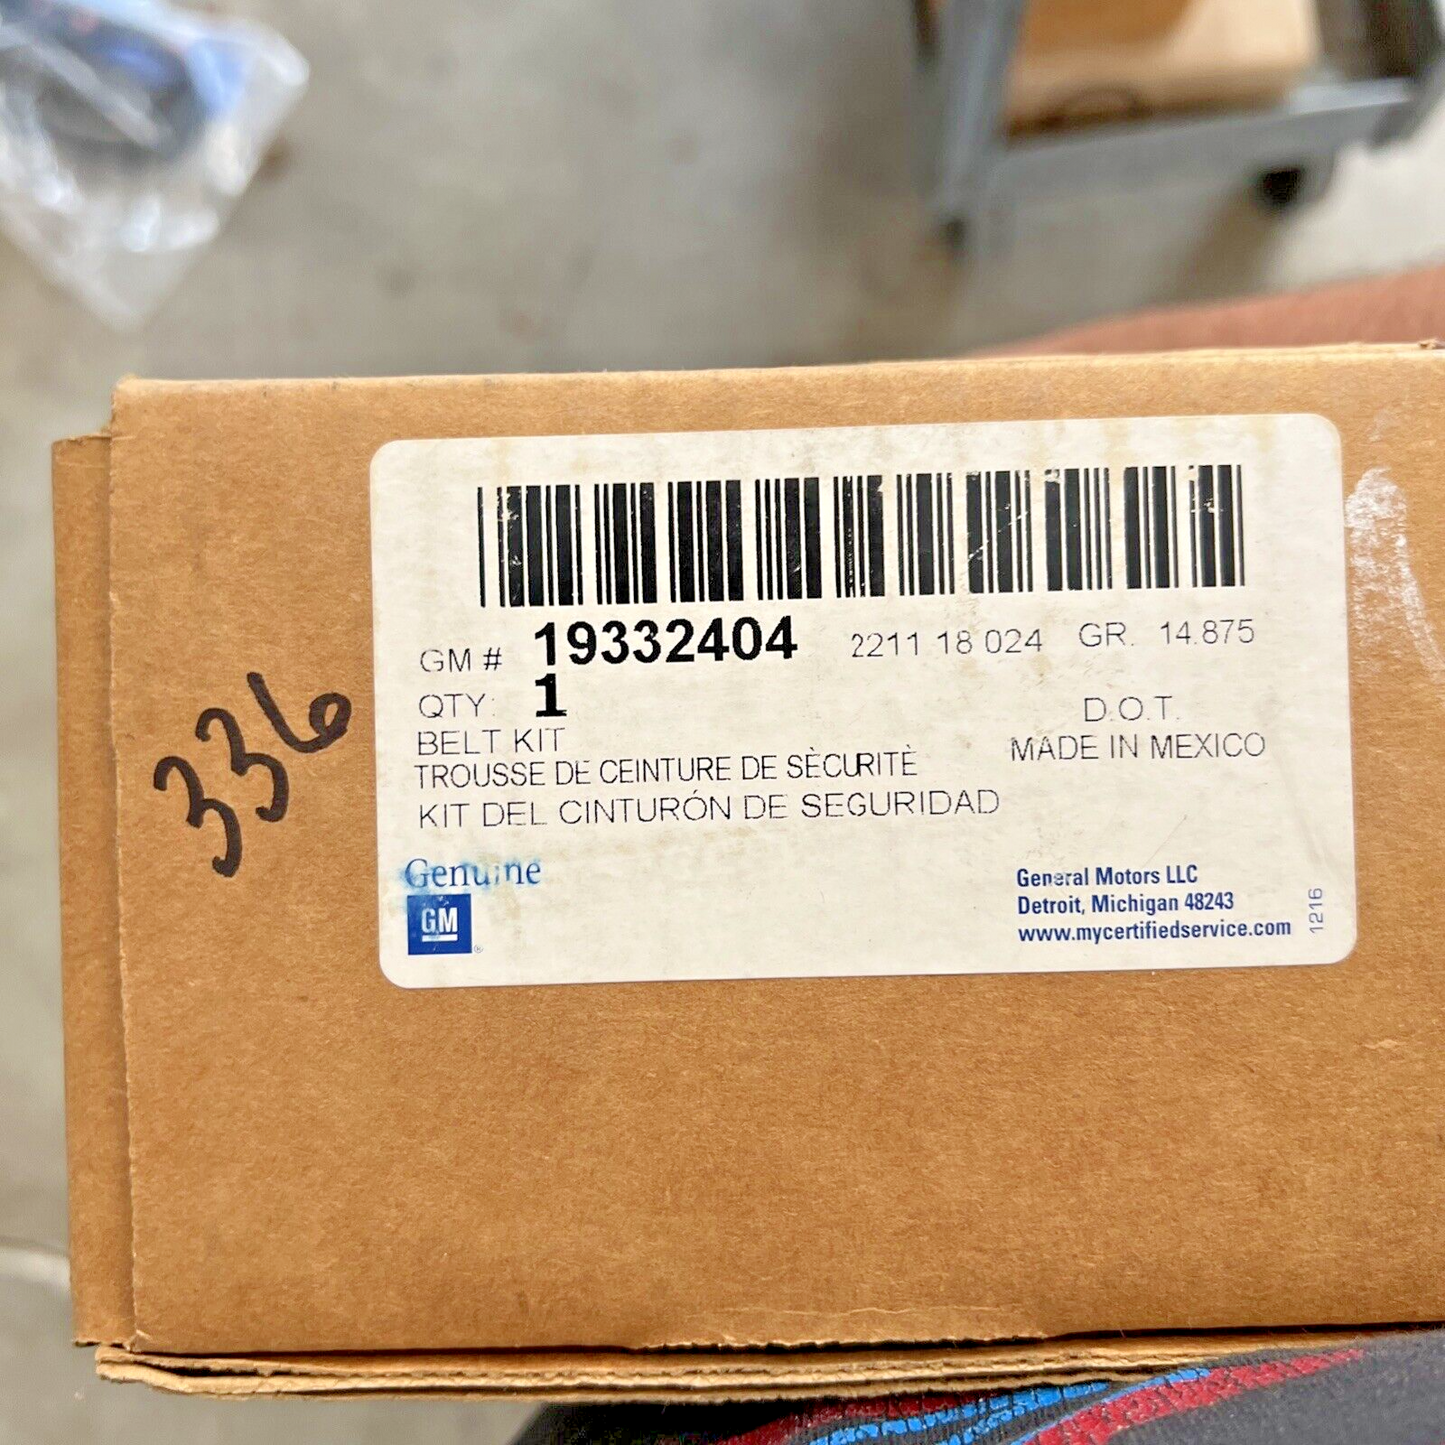 336
GM # 19332404 2211 18 024 GR. 14.875
QTY: 1
D.O.T.
BELT KIT
MADE IN MEXICO
TROUSSE DE CEINTURE DE SÈCURITÈ
KIT DEL CINTURÓN DE SEGURIDAD
Genuine
GM
®
General Motors LLC
Detroit, Michigan 48243
www.mycertifiedservice.com
1216